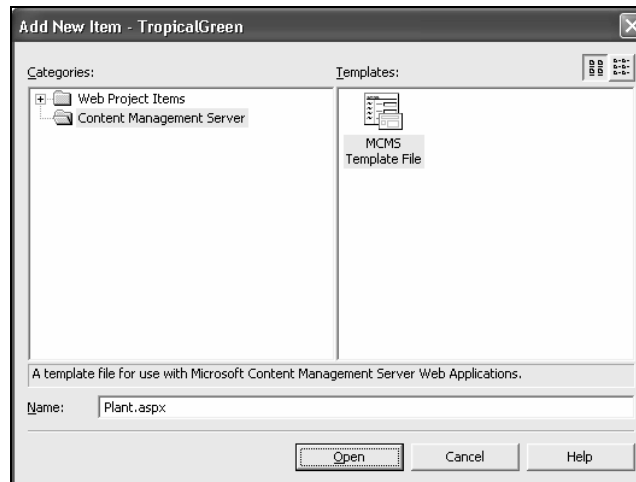 Add New Item - TropicalGreen
Categories:
Templates:
Web Project Items
Content Management Server
MCMS
Template File
A template file for use with Microsoft Content Management Server Web Applications.
Name:
Plant.aspx
Open
Cancel
Help